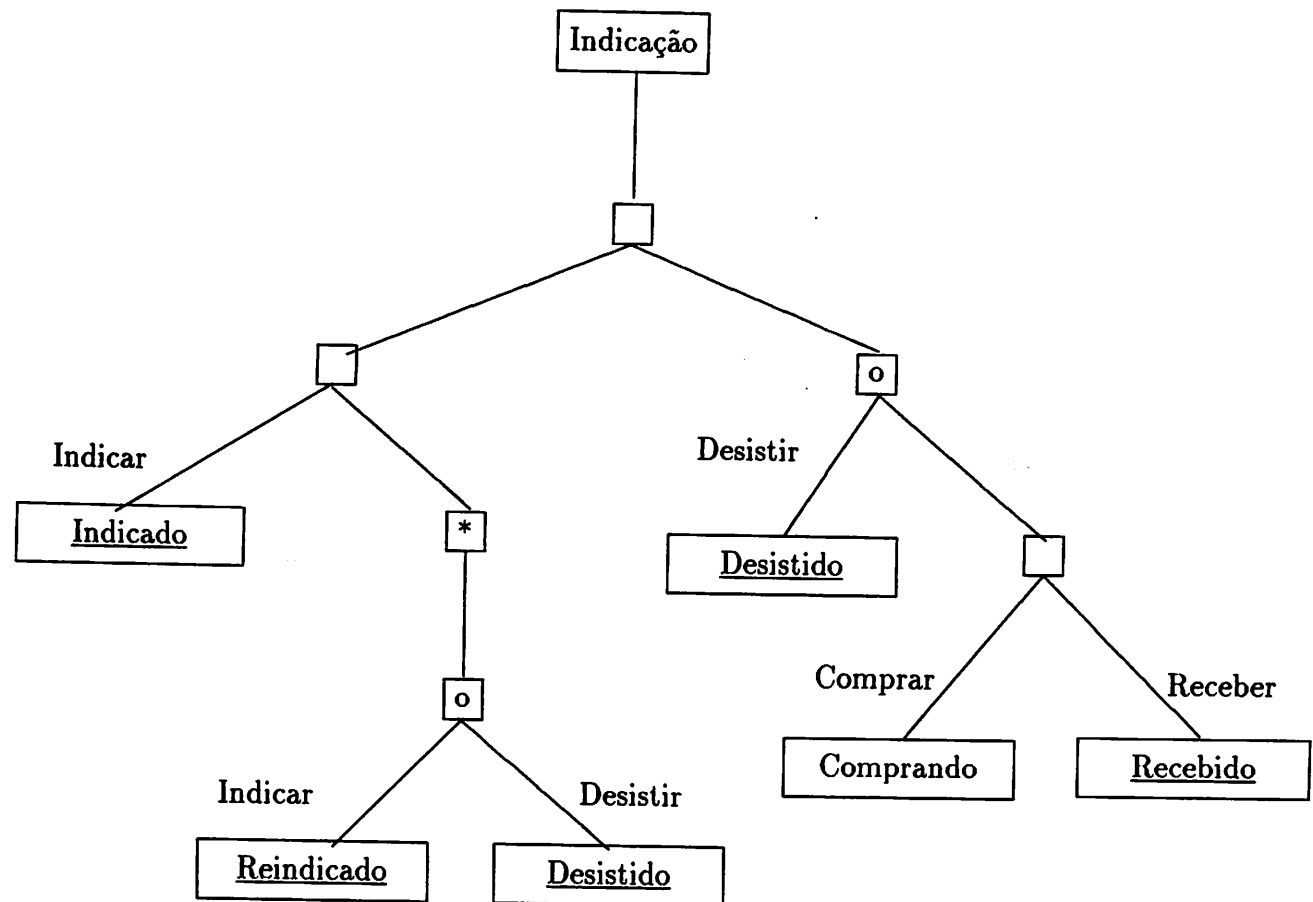 Indicação
o
Indicar
Desistir
Indicado
*
Desistido
Comprar
Receber
o
Comprando
Recebido
Indicar
Desistir
Reindicado
Desistido